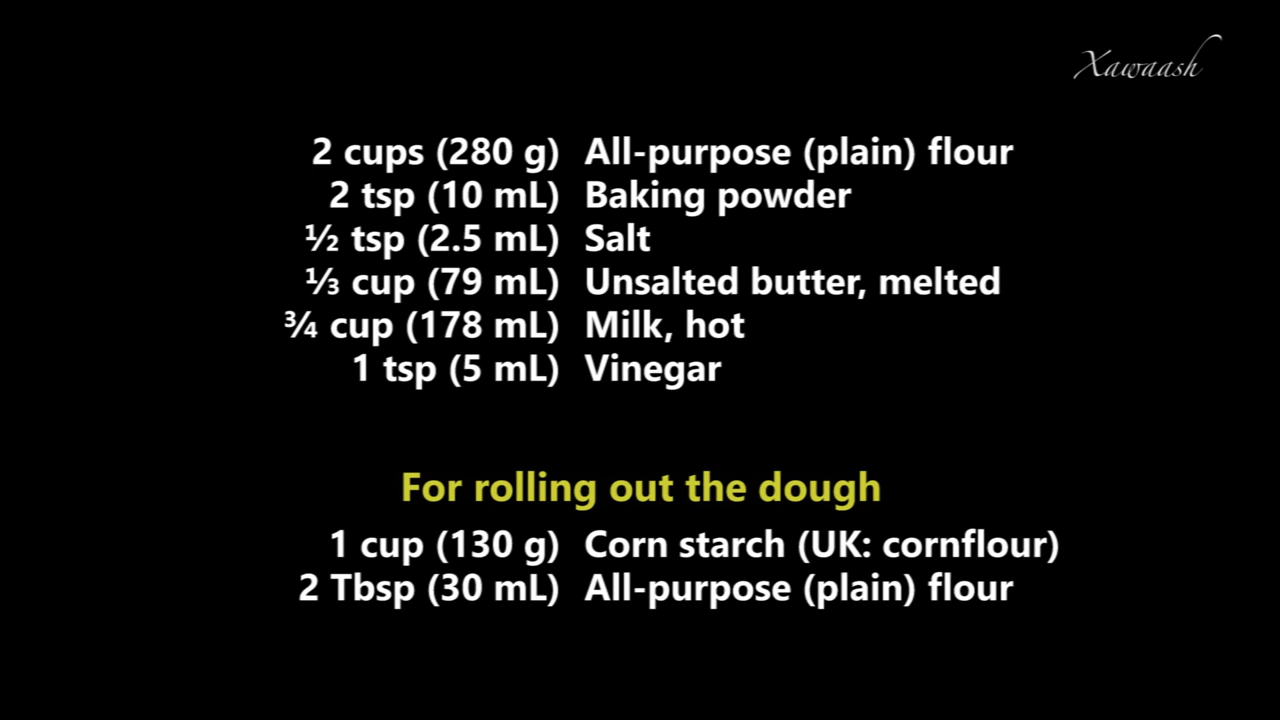 Xawaash
2 cups (280 g) All-purpose (plain) flour
2 tsp (10 mL) Baking powder
½ tsp (2.5 mL) Salt
⅓ cup (79 mL) Unsalted butter, melted
¾ cup (178 mL) Milk, hot
1 tsp (5 mL) Vinegar
For rolling out the dough
1 cup (130 g) Corn starch (UK: cornflour)
2 Tbsp (30 mL) All-purpose (plain) flour